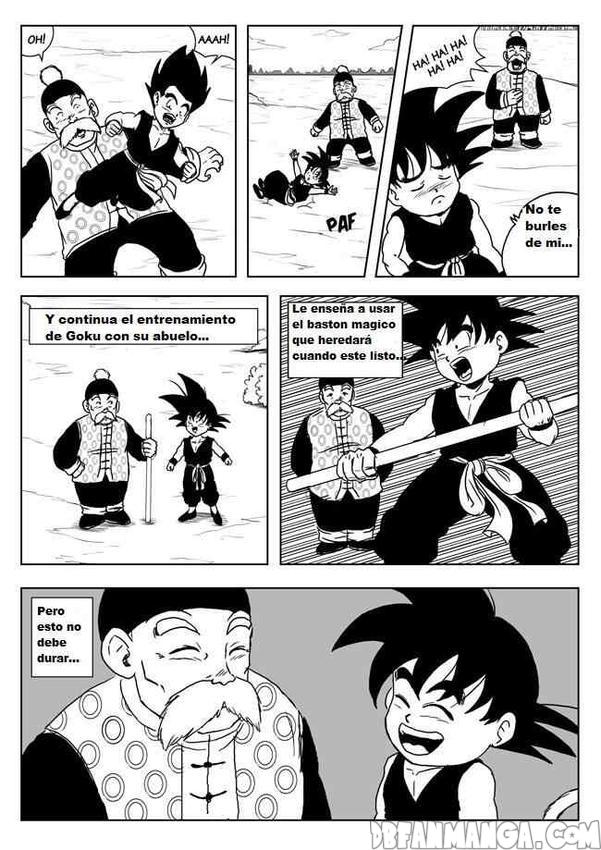 OH!
AAAH!
PAF
HA! HA! HA!
HA! HA!
No te
burles
de mi...
Y continua el entrenamiento
de Goku con su abuelo...
Le enseña a usar
el baston magico
que heredará
cuando este listo...
Pero
esto no
debe
durar...
DBFANMANGA.COM